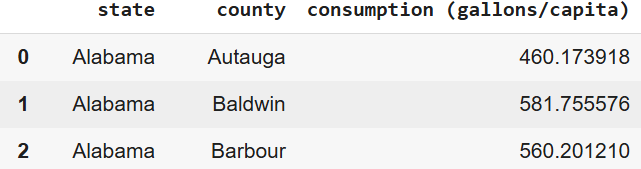 state county consumption (gallons/capita)
0 Alabama Autauga 460.173918
1 Alabama Baldwin 581.755576
2 Alabama Barbour 560.201210